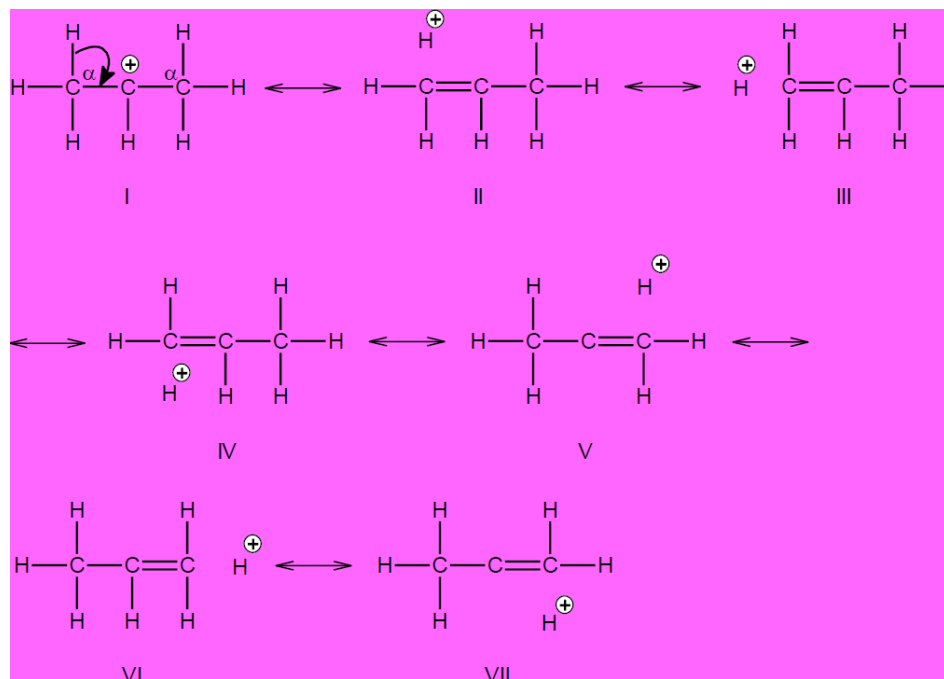 ⊕
H H H H H H
α ⊕ α ⊕
H C C C H H C C C H H C C C
H H H H H H H H H
I II III
⊕
H H H H
H C C C H H C C C H
⊕
H H H H H
IV V
H H H H
⊕
H C C C H H C C C H
⊕
H H H H H
VI VII